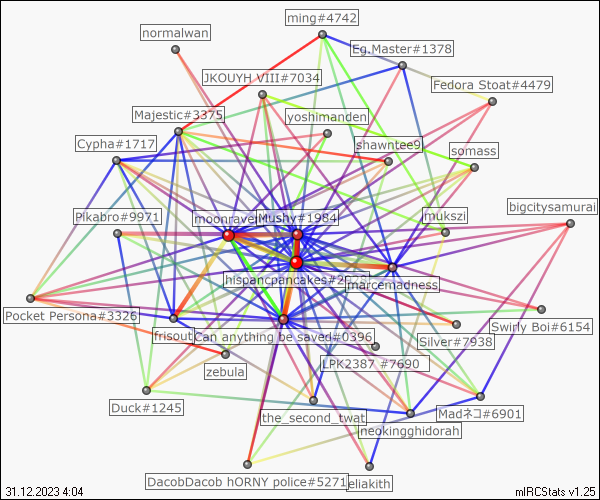 ming#4742
normalwan
Eg.Master#1378
JKOUYH VIII#7034
Fedora Stoat#4479
Majestic#3375
yoshimanden
Cypha#1717
shawntee9
somass
Pikabro#9971
moonrave
Mushy#1984
mukszi
bigcitysamurai
hispancpancakes#2
marcemadness
Pocket Persona#3326
frisout
Can anything be saved#0396
Swirly Boi#6154
Silver#7938
zebula
LPK2387 #7690
Duck#1245
the_second_twat
Madネコ#6901
neokingghidorah
DacobDacob hORNY police#5271
eliakith
31.12.2023 4:04
mIRCStats v1.25